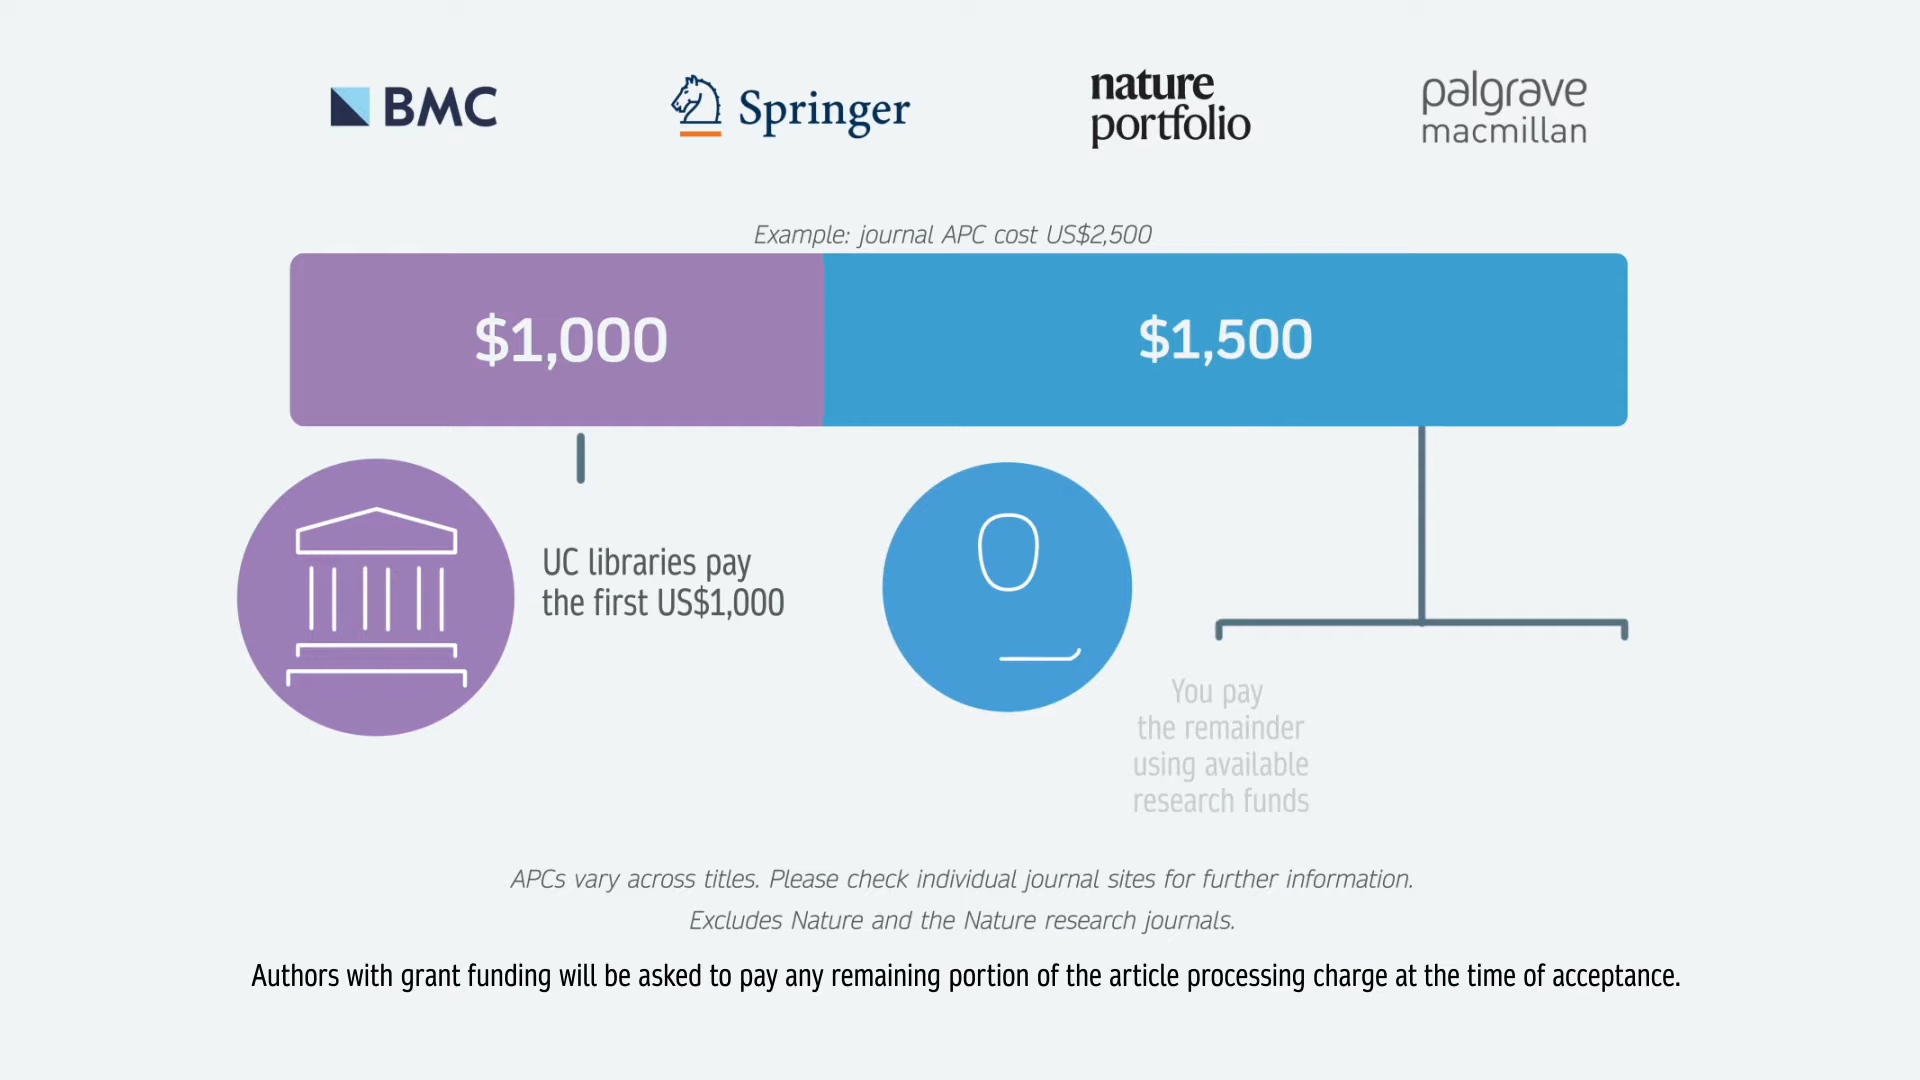 BMC
Springer
nature
portfolio
palgrave
macmillan
Example: journal APC cost US$2,500
$1,000
$1,500
UC libraries pay
the first US$1,000
You pay
the remainder
using available
research funds
APCs vary across titles. Please check individual journal sites for further information.
Excludes Nature and the Nature research journals.
Authors with grant funding will be asked to pay any remaining portion of the article processing charge at the time of acceptance.